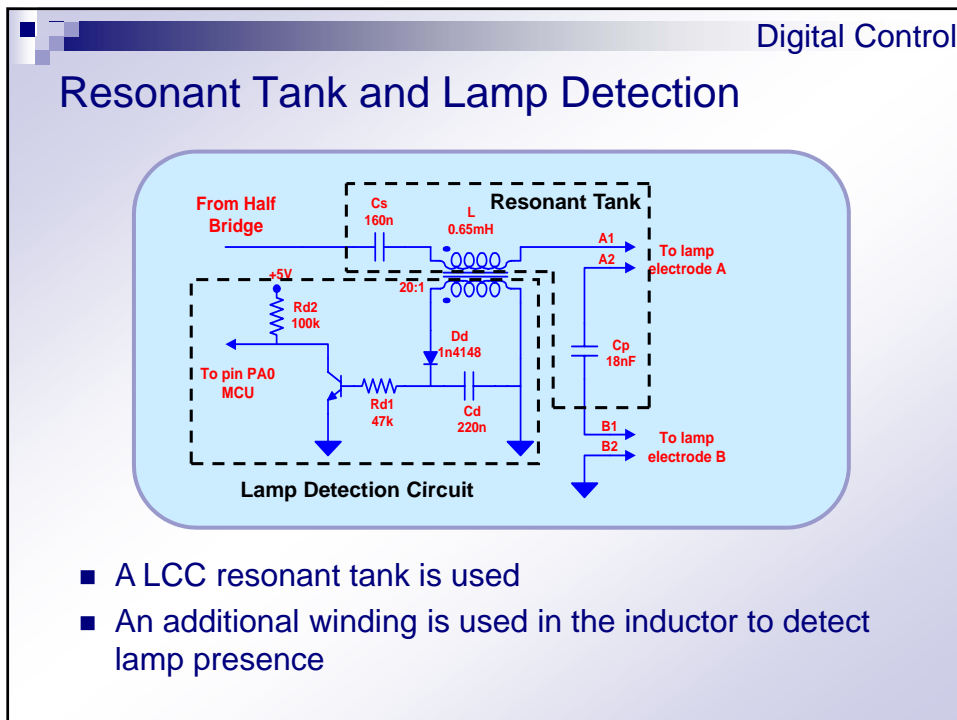 Digital Control
Resonant Tank and Lamp Detection
From Half
Bridge
Cs
160n
L
0.65mH
Resonant Tank
A1
A2
To lamp
electrode A
+5V
20:1
Rd2
100k
Dd
1n4148
Cp
18nF
To pin PA0
MCU
Rd1
47k
Cd
220n
B1
B2
To lamp
electrode B
Lamp Detection Circuit
A LCC resonant tank is used
An additional winding is used in the inductor to detect
lamp presence